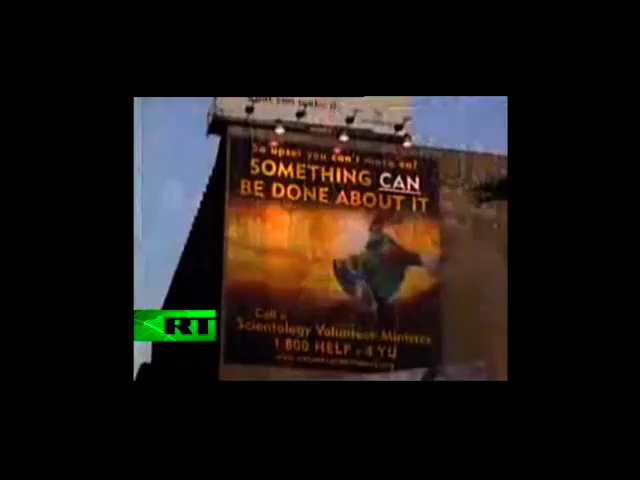 So upset you can't move on?
SOMETHING CAN
BE DONE ABOUT IT
Call a
Scientology Volunteer Minister
1 800 HELP - 4 YU
RT